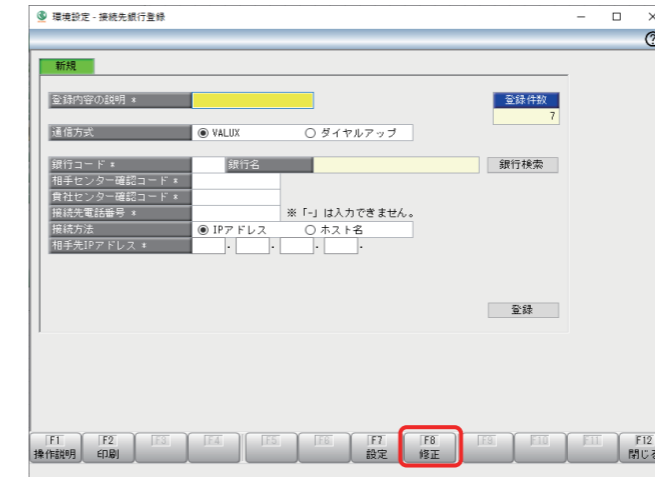 環境設定 - 接続先銀行登録
新規
登録内容の説明 * 登録件数
7
通信方式 VALUX ダイヤルアップ
銀行コード * 銀行名 銀行検索
相手センター確認コード *
貴社センター確認コード *
接続先電話番号 * ※「-」は入力できません。
接続方法 IPアドレス ホスト名
相手先IPアドレス * . . . .
登録
F1 F2 F3 F4 F5 F6 F7 F8 F9 F10 F11 F12
操作説明 印刷 設定 修正 閉じる